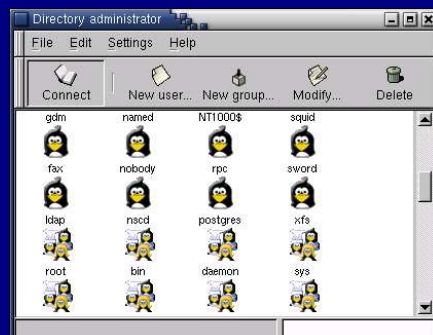 Directory administrator
File Edit Settings Help
Connect New user... New group... Modify... Delete
gdm named NT1000$ squid
fax nobody rpc sword
ldap nscd postgres xfs
root bin daemon sys